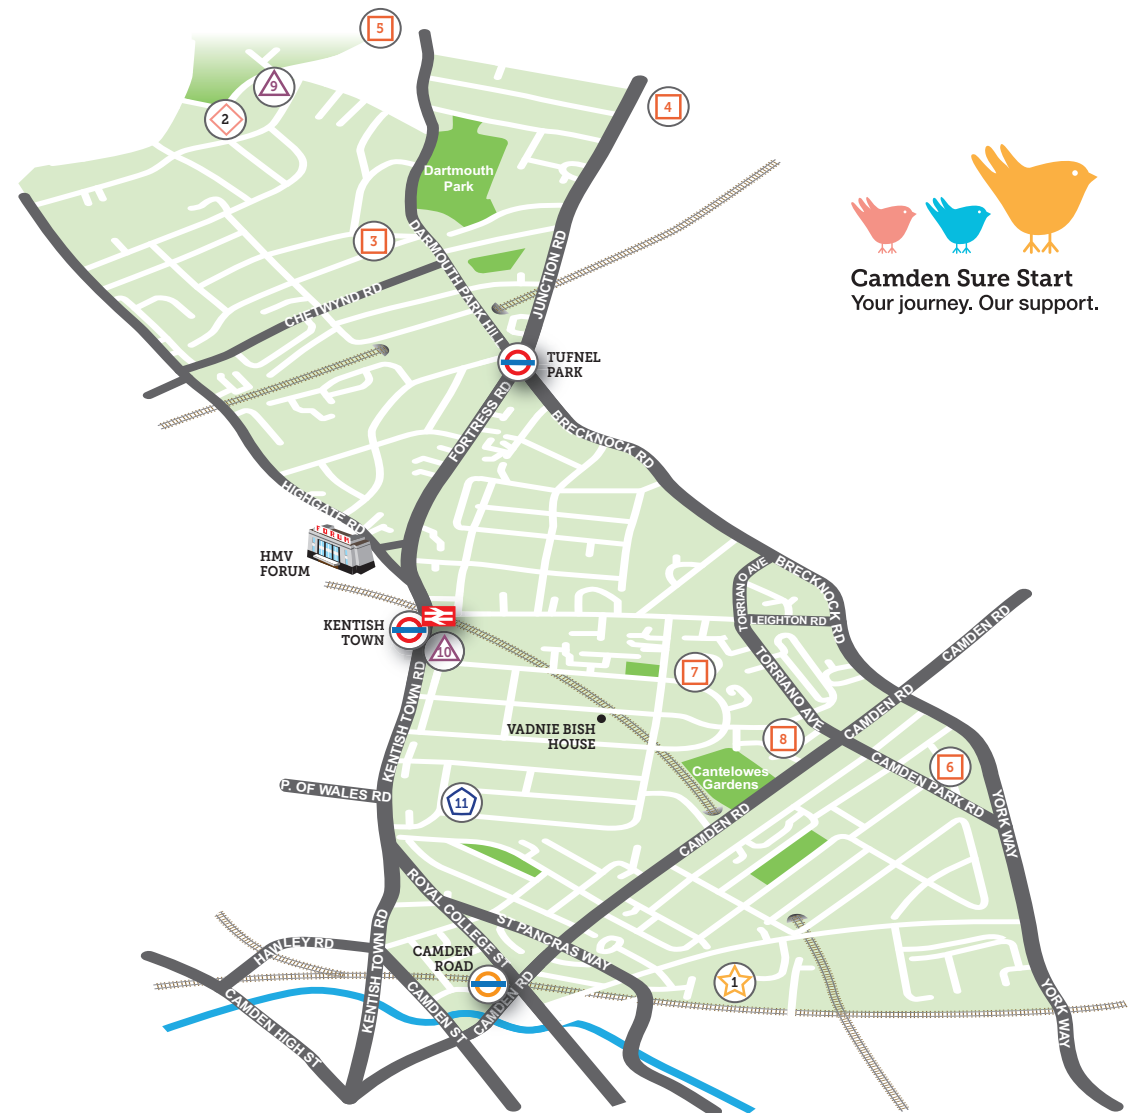 5
9
2
4
Dartmouth
Park
3
DARMOUTH PARK HILL
JUNCTION RD
CHETWYND RD
Camden Sure Start
Your journey. Our support.
TUFNEL
PARK
FORTRESS RD
BRECKNOCK RD
HIGHGATE RD
FORUM
HMV
FORUM
TORRIANO AVE
BRECKNOCK RD
LEIGHTON RD
CAMDEN RD
KENTISH
TOWN
10
7
TORRIANO AVE
CAMDEN RD
KENTISH TOWN RD
VADNIE BISH
HOUSE
8
6
CAMDEN PARK RD
Cantelowes
Gardens
P. OF WALES RD
11
CAMDEN RD
YORK WAY
ROYAL COLLEGE ST
ST PANCRAS WAY
HAWLEY RD
KENTISH TOWN RD
CAMDEN
ROAD
1
CAMDEN RD
CAMDEN ST
CAMDEN HIGH ST
YORK WAY